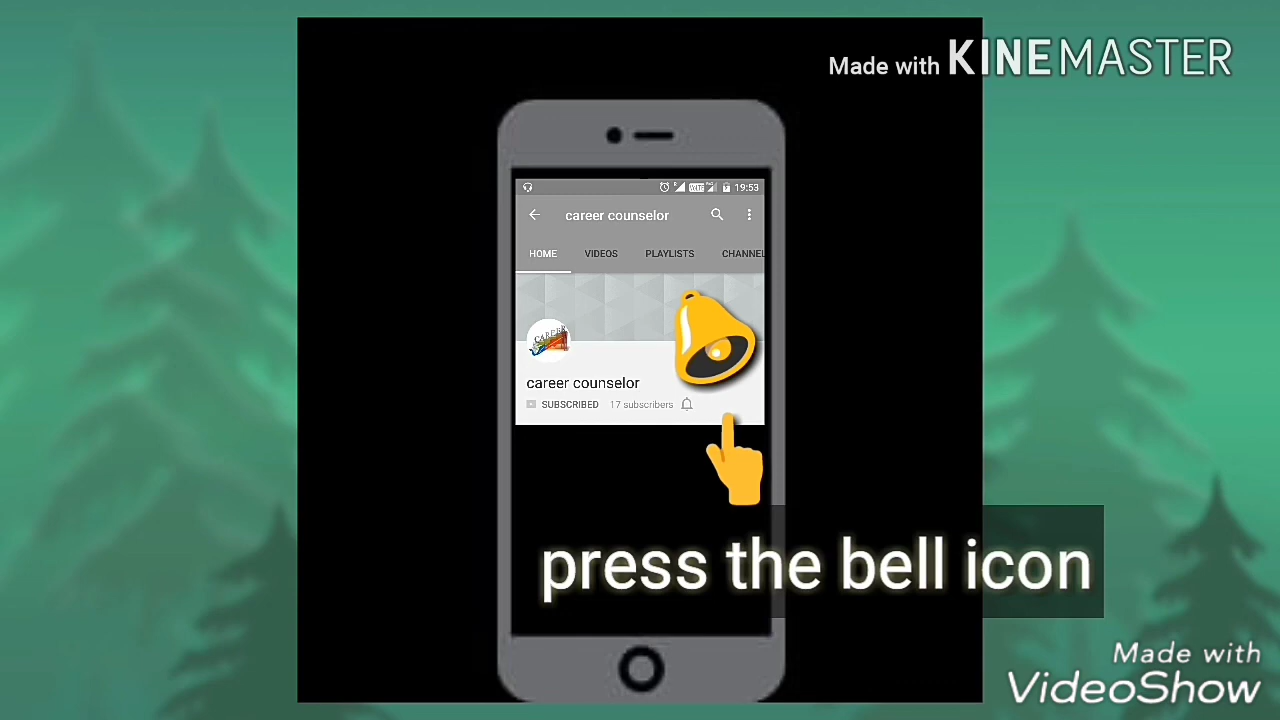 Made with KINEMASTER
19:53
career counselor
HOME VIDEOS PLAYLISTS CHANNEL
CAREER
career counselor
SUBSCRIBED 17 subscribers
press the bell icon
Made with
VideoShow